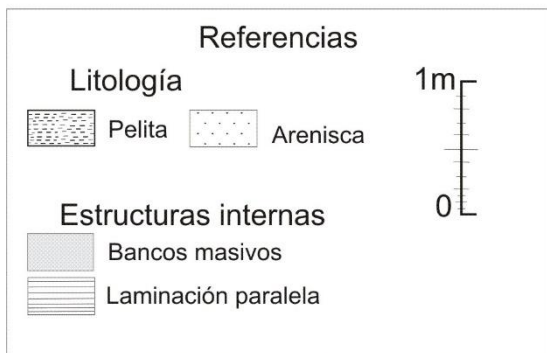 Referencias
Litología
Pelita
Arenisca
1m
0
Estructuras internas
Bancos masivos
Laminación paralela